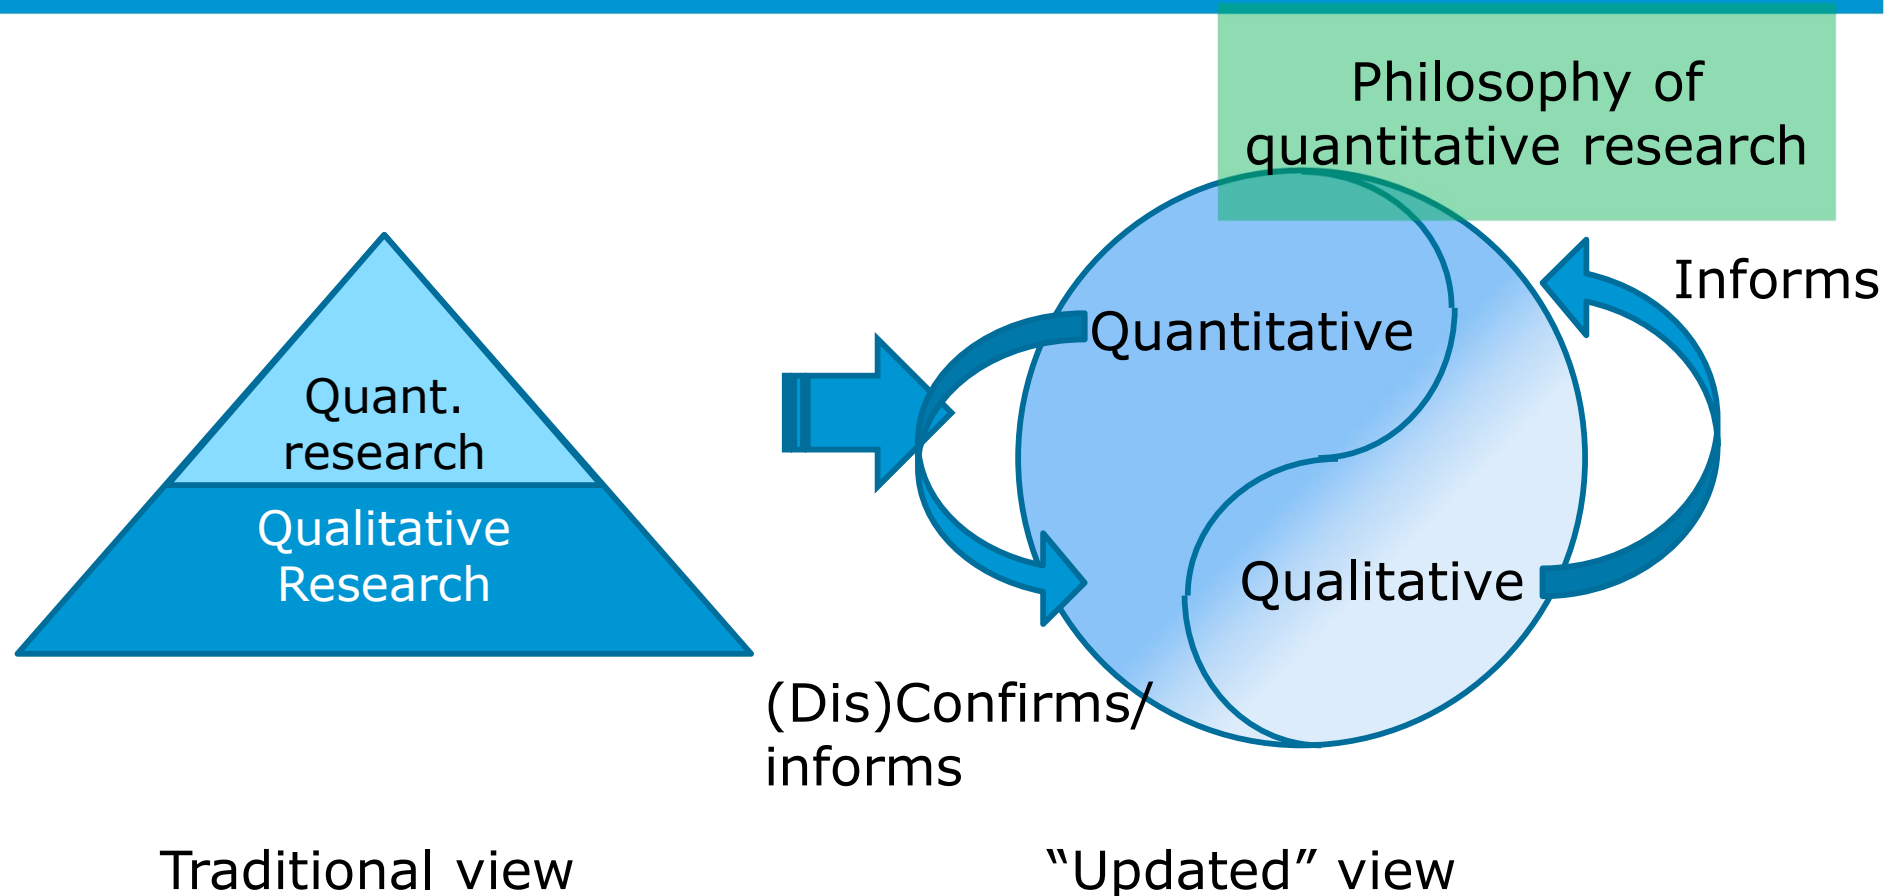 Philosophy of
quantitative research
Informs
Quantitative
Quant.
research
Qualitative
Research
Qualitative
(Dis)Confirms/
informs
Traditional view
“Updated” view